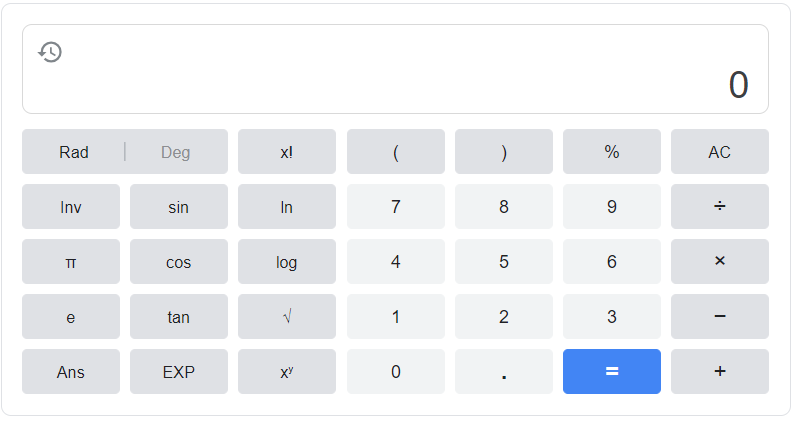 0
Rad | Deg x! ( ) % AC
Inv sin ln 7 8 9 ÷
π cos log 4 5 6 ×
e tan √ 1 2 3 −
Ans EXP xʸ 0 . = +